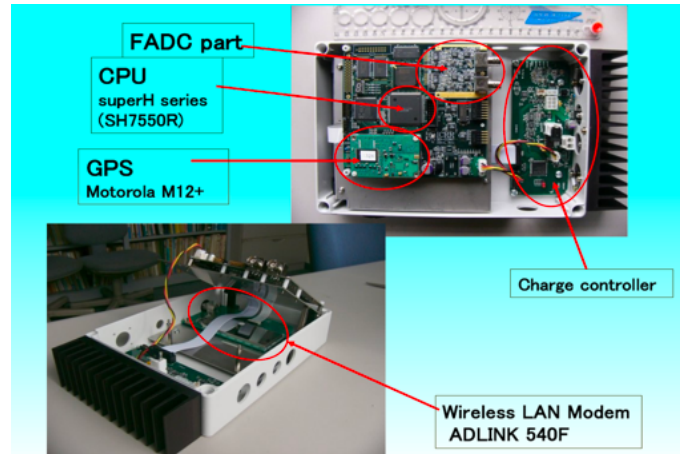 FADC part
CPU
superH series
(SH7550R)
GPS
Motorola M12+
Charge controller
Wireless LAN Modem
ADLINK 540F